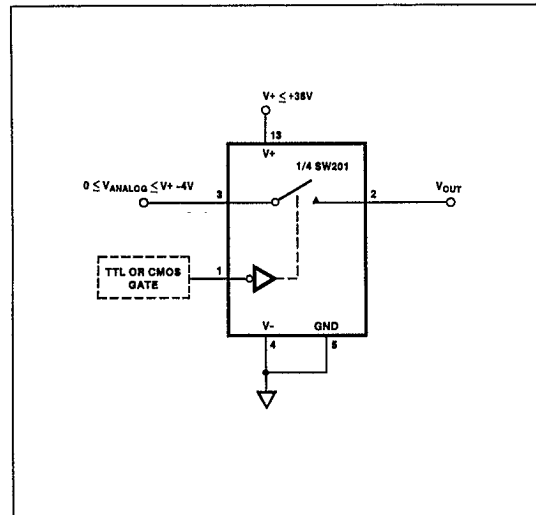 V+ ≤ +36V
13
V+
1/4 SW201
0 ≤ VANALOG ≤ V+ -4V
3
2
VOUT
TTL OR CMOS
GATE
1
V-
GND
4
5